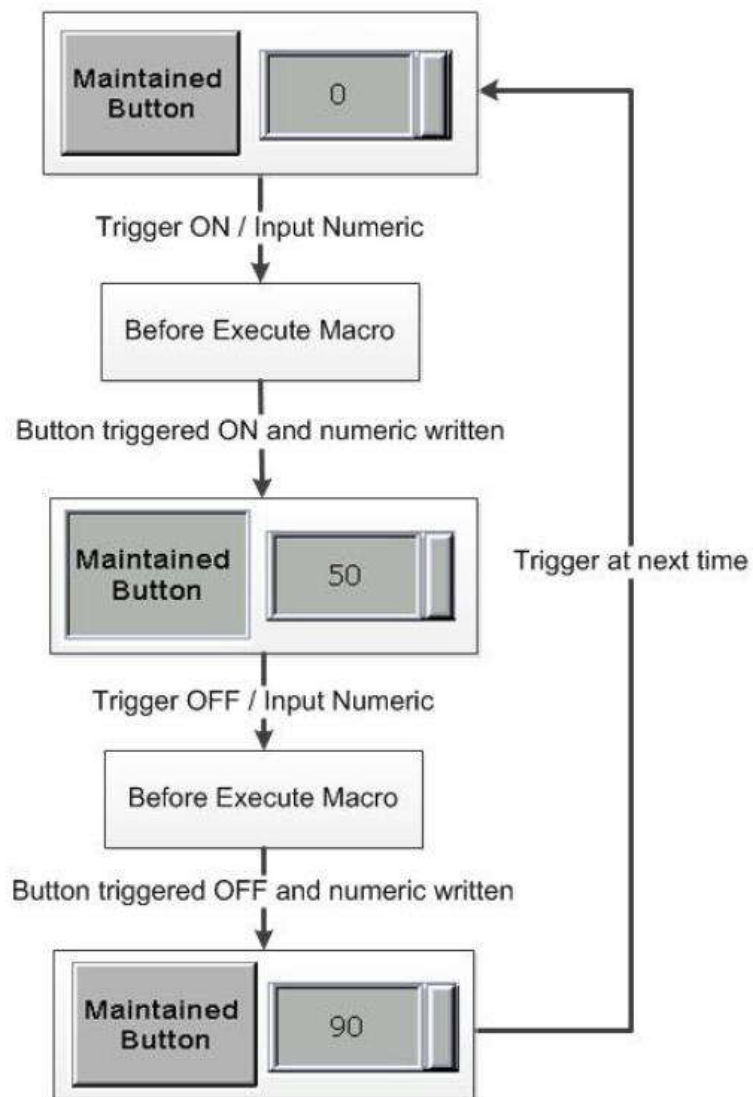 Maintained
Button
0
Trigger ON / Input Numeric
Before Execute Macro
Button triggered ON and numeric written
Maintained
Button
50
Trigger at next time
Trigger OFF / Input Numeric
Before Execute Macro
Button triggered OFF and numeric written
Maintained
Button
90